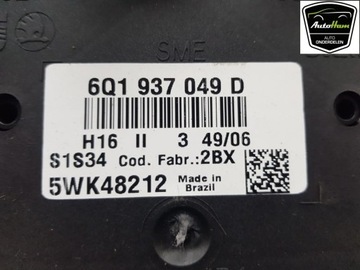 AutoHam
AUTO-ONDERDELEN
SME
6Q1 937 049 D
H16 II 3 49/06
S1S34 Cod. Fabr.:2BX
5WK48212 Made in
Brazil